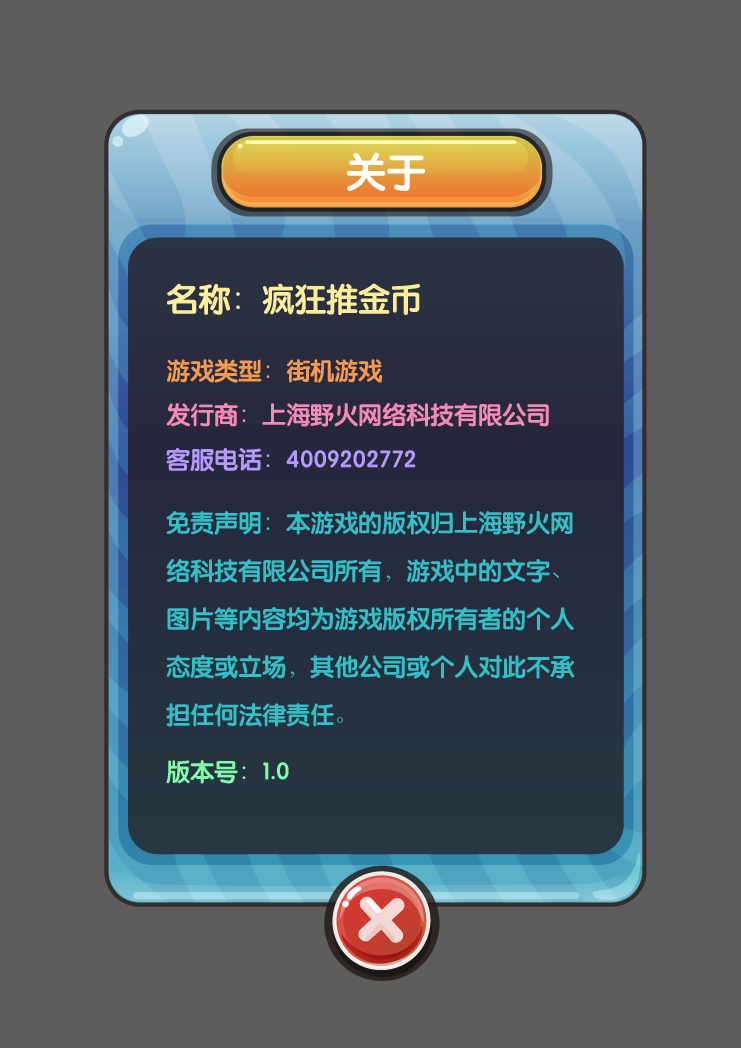 关于
名称：疯狂推金币
游戏类型：街机游戏
发行商：上海野火网络科技有限公司
客服电话：4009202772
免责声明：本游戏的版权归上海野火网
络科技有限公司所有，游戏中的文字、
图片等内容均为游戏版权所有者的个人
态度或立场，其他公司或个人对此不承
担任何法律责任。
版本号：1.0